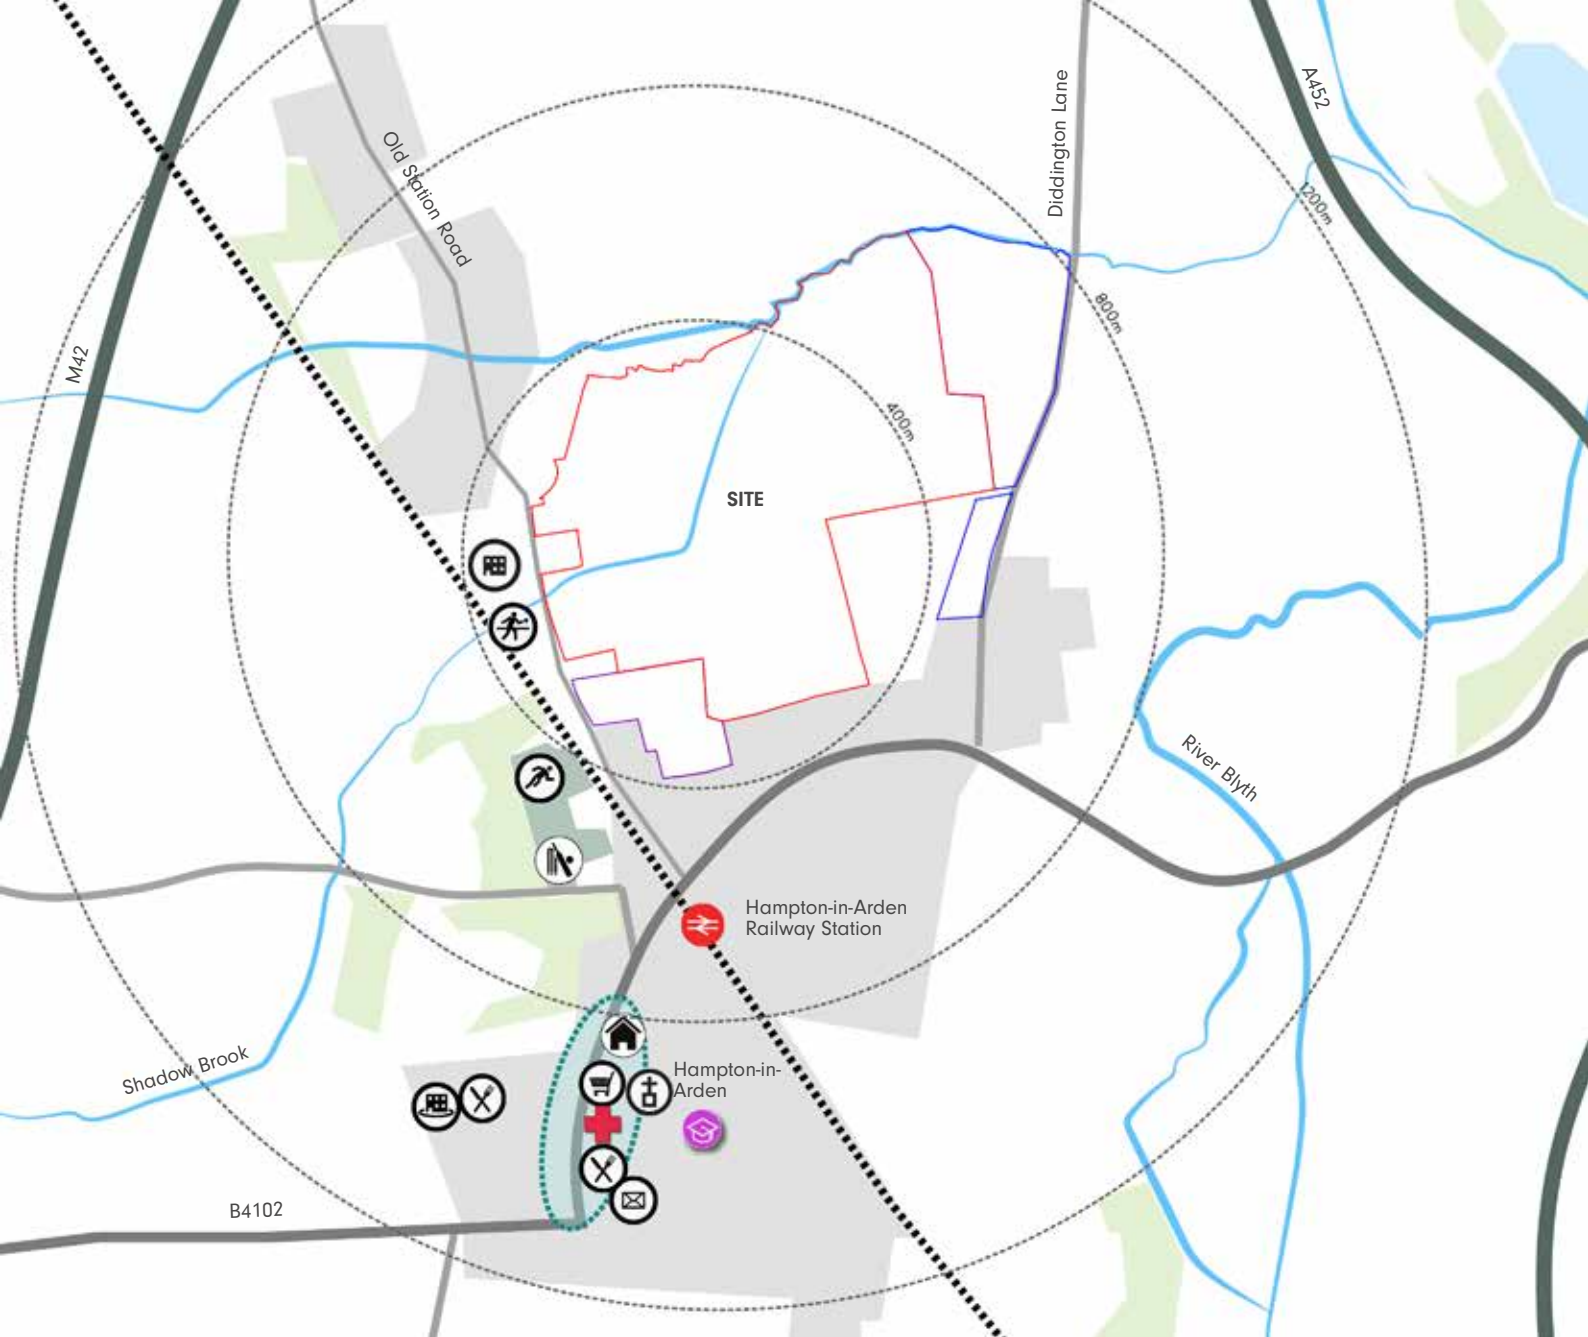 A452
Diddington Lane
Old Station Road
1200m
800m
M42
400m
SITE
River Blyth
Hampton-in-Arden
Railway Station
Shadow Brook
Hampton-in-
Arden
B4102